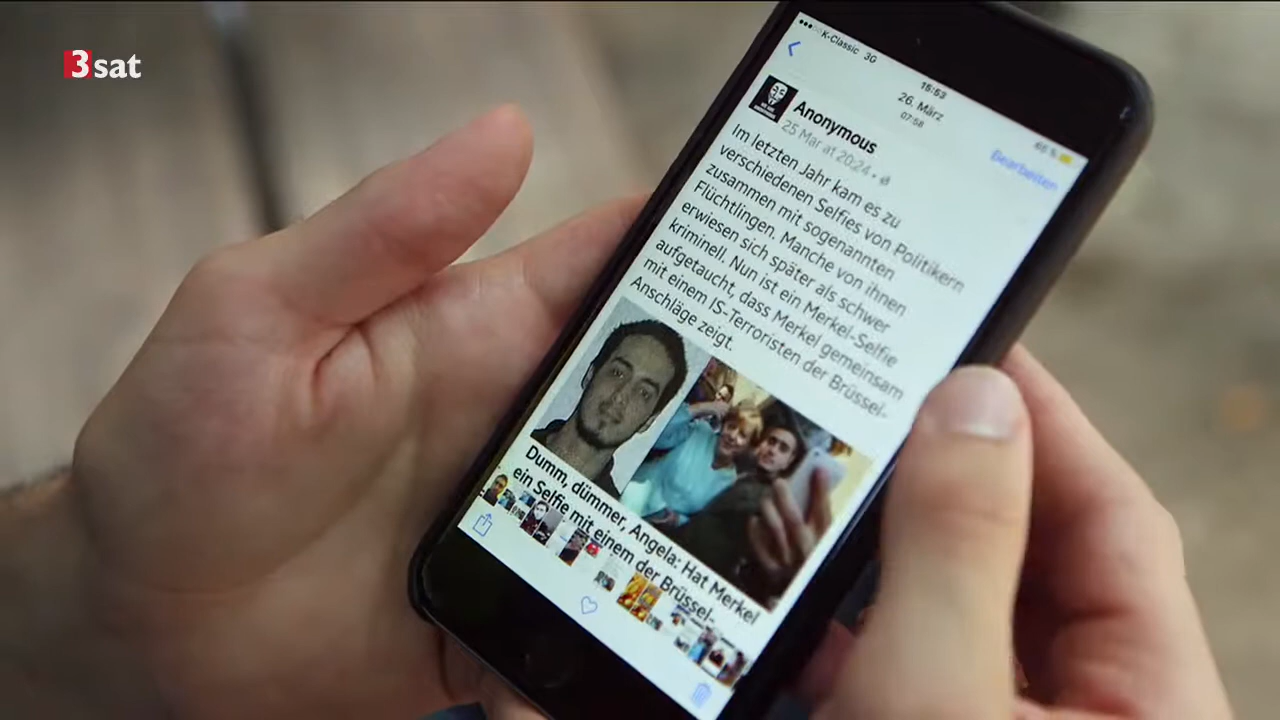 3sat
K-Classic 3G
15:53
60 %
26. März
07:58
Bearbeiten
Anonymous
25 Mar at 20:24
Im letzten Jahr kam es zu
verschiedenen Selfies von Politikern
zusammen mit sogenannten
Flüchtlingen. Manche von ihnen
erwiesen sich später als schwer
kriminell. Nun ist ein Merkel-Selfie
aufgetaucht, dass Merkel gemeinsam
mit einem IS-Terroristen der Brüssel-
Anschläge zeigt.
Dumm, dümmer, Angela: Hat Merkel
ein Selfie mit einem der Brüssel-